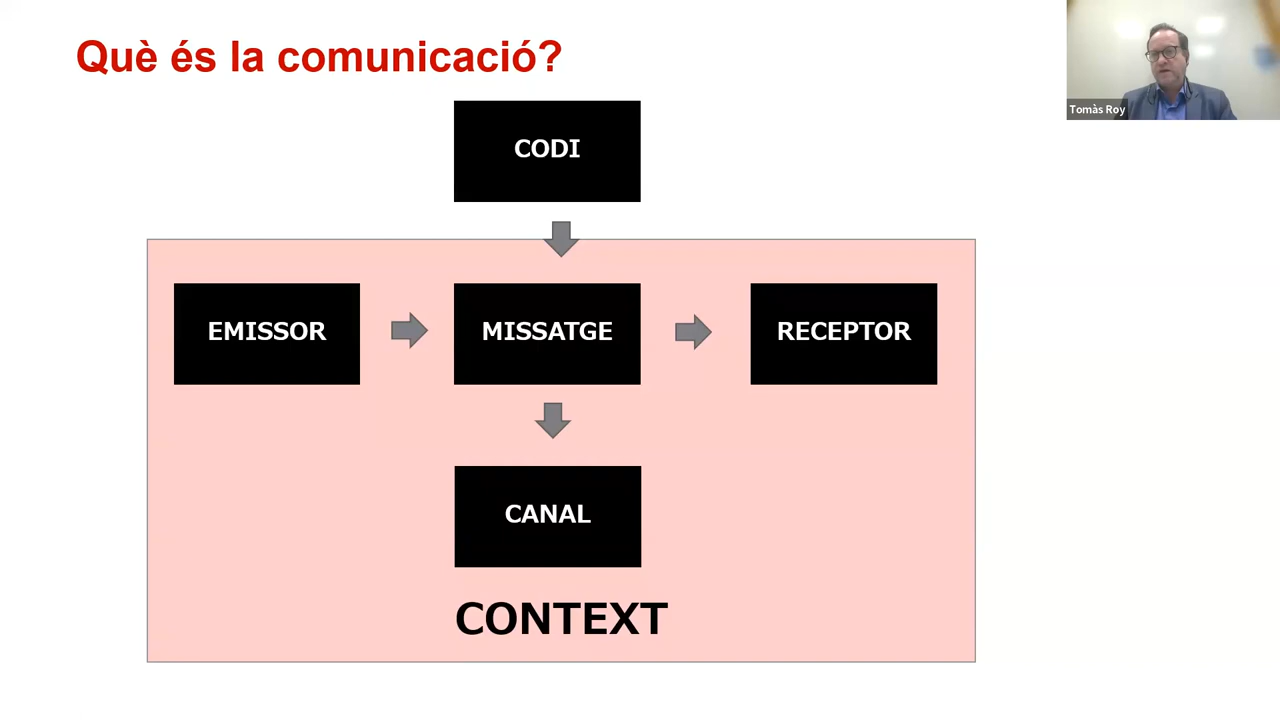 Què és la comunicació?
Tomàs Roy
CODI
EMISSOR
MISSATGE
RECEPTOR
CANAL
CONTEXT